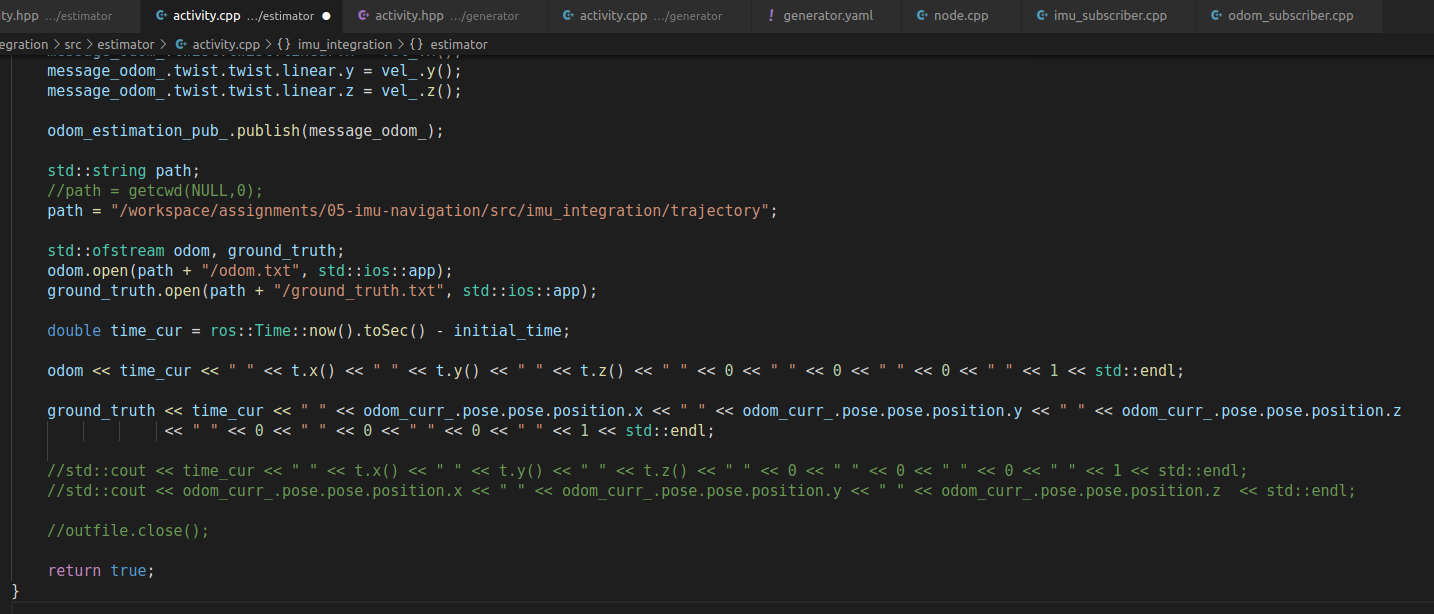 ty.hpp .../estimator activity.cpp .../estimator ● activity.hpp .../generator activity.cpp .../generator ! generator.yaml node.cpp imu_subscriber.cpp odom_subscriber.cpp
egration > src > estimator > activity.cpp > {} imu_integration > {} estimator
message_odom_.twist.twist.linear.y = vel_.y();
message_odom_.twist.twist.linear.z = vel_.z();
odom_estimation_pub_.publish(message_odom_);
std::string path;
//path = getcwd(NULL,0);
path = "/workspace/assignments/05-imu-navigation/src/imu_integration/trajectory";
std::ofstream odom, ground_truth;
odom.open(path + "/odom.txt", std::ios::app);
ground_truth.open(path + "/ground_truth.txt", std::ios::app);
double time_cur = ros::Time::now().toSec() - initial_time;
odom << time_cur << " " << t.x() << " " << t.y() << " " << t.z() << " " << 0 << " " << 0 << " " << 0 << " " << 1 << std::endl;
ground_truth << time_cur << " " << odom_curr_.pose.pose.position.x << " " << odom_curr_.pose.pose.position.y << " " << odom_curr_.pose.pose.position.z
<< " " << 0 << " " << 0 << " " << 0 << " " << 1 << std::endl;
//std::cout << time_cur << " " << t.x() << " " << t.y() << " " << t.z() << " " << 0 << " " << 0 << " " << 0 << " " << 1 << std::endl;
//std::cout << odom_curr_.pose.pose.position.x << " " << odom_curr_.pose.pose.position.y << " " << odom_curr_.pose.pose.position.z  << std::endl;
//outfile.close();
return true;
}